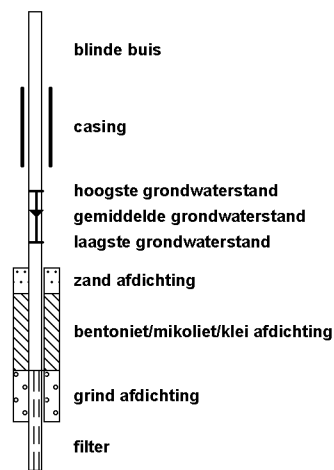 blinde buis
casing
hoogste grondwaterstand
gemiddelde grondwaterstand
laagste grondwaterstand
zand afdichting
bentoniet/mikoliet/klei afdichting
grind afdichting
filter